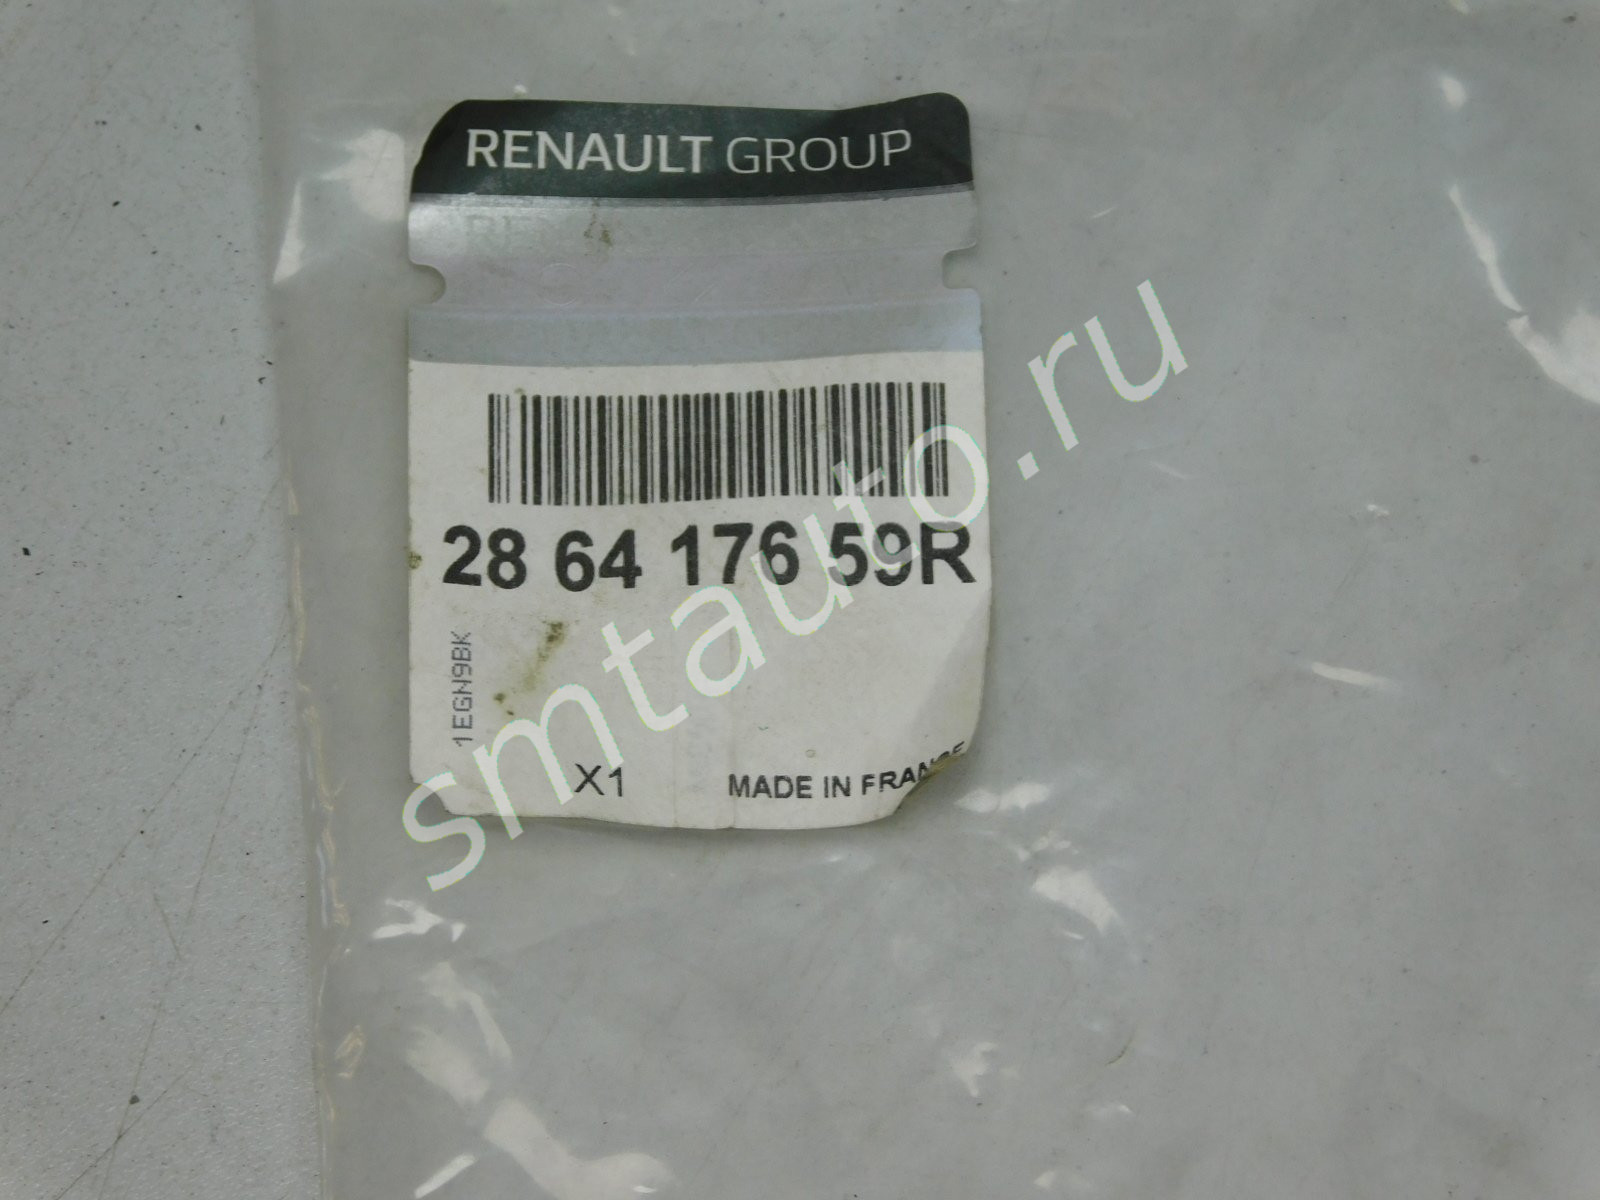 RENAULT GROUP
28 64 176 59R
1EGN9BK
X1
MADE IN FRANCE
smtauto.ru